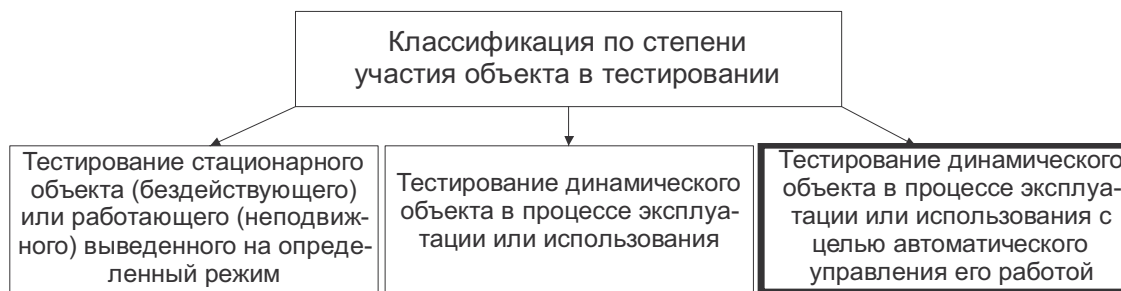 Классификация по степени
участия объекта в тестировании
Тестирование стационарного
объекта (бездействующего)
или работающего (неподвиж-
ного) выведенного на опреде-
ленный режим
Тестирование динамического
объекта в процессе эксплуа-
тации или использования
Тестирование динамического
объекта в процессе эксплуа-
тации или использования с
целью автоматического
управления его работой